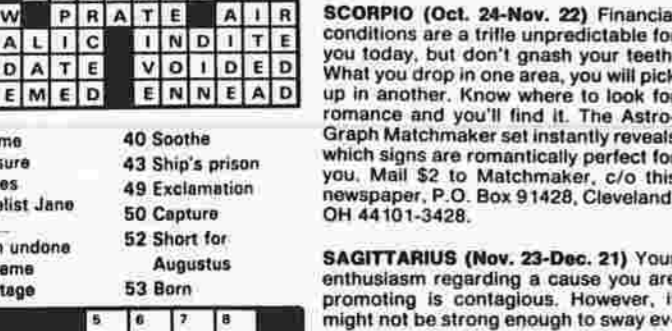 W PRATE AIR
ALIC INDITE
DATE VOIDED
EMED ENNEAD
40 Soothe
43 Ship's prison
49 Exclamation
50 Capture
52 Short for
Augustus
53 Born
list Jane
undone
5 6 7 8
SCORPIO (Oct. 24-Nov. 22) Financial
conditions are a trifle unpredictable for
you today, but don't gnash your teeth.
What you drop in one area, you will pick
up in another. Know where to look for
romance and you'll find it. The Astro-
Graph Matchmaker set instantly reveals
which signs are romantically perfect for
you. Mail $2 to Matchmaker, c/o this
newspaper, P.O. Box 91428, Cleveland,
OH 44101-3428.
SAGITTARIUS (Nov. 23-Dec. 21) Your
enthusiasm regarding a cause you are
promoting is contagious. However, i
might not be strong enough to sway ev